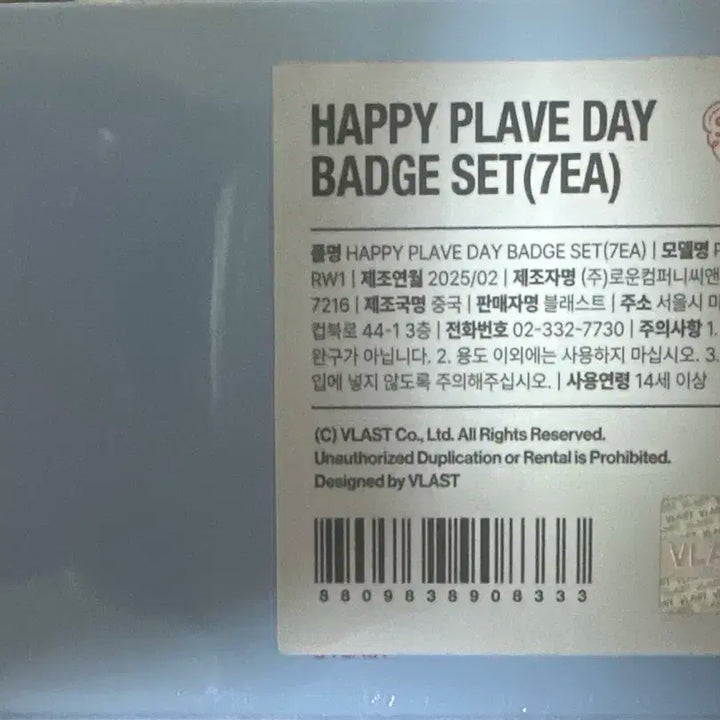 HAPPY PLAVE DAY
BADGE SET(7EA)
품명 HAPPY PLAVE DAY BADGE SET(7EA) | 모델명
RW1 | 제조연월 2025/02 | 제조자명 (주)로운컴퍼니씨앤
7216 | 제조국명 중국 | 판매자명 블래스트 | 주소 서울시 마
컵북로 44-1 3층 | 전화번호 02-332-7730 | 주의사항 1.
완구가 아닙니다. 2. 용도 이외에는 사용하지 마십시오. 3.
입에 넣지 않도록 주의해주십시오. | 사용연령 14세 이상
(C) VLAST Co., Ltd. All Rights Reserved.
Unauthorized Duplication or Rental is Prohibited.
Designed by VLAST
8809838908333
VLA